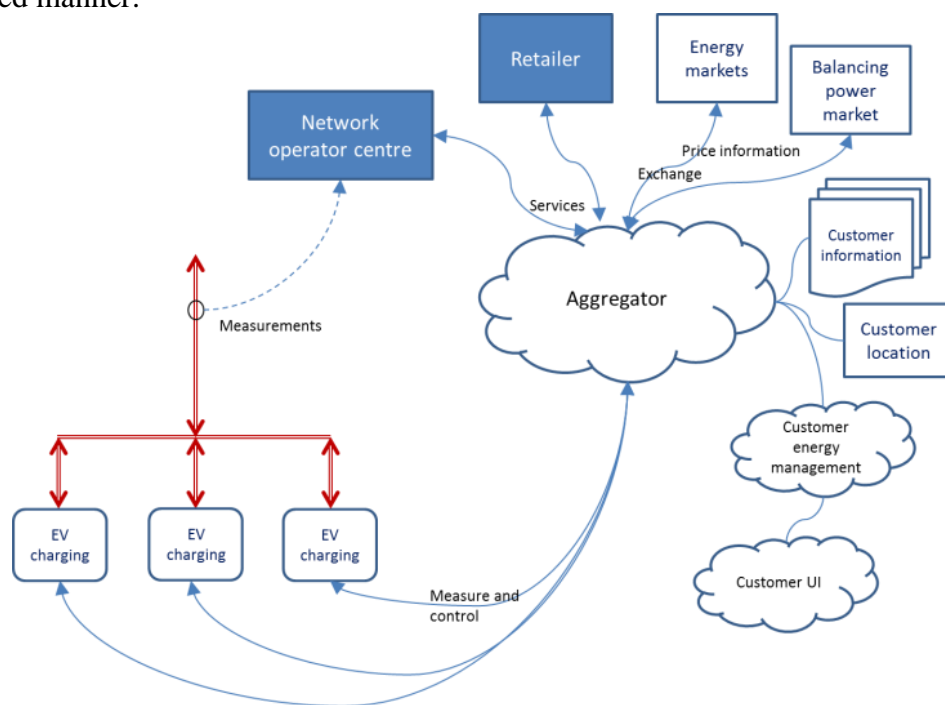 ed manner.
Retailer
Energy
markets
Balancing
power
market
Network
operator centre
Price information
Exchange
Services
Customer
information
Aggregator
Measurements
Customer
location
Customer
energy
management
EV
charging
EV
charging
EV
charging
Measure and
control
Customer UI